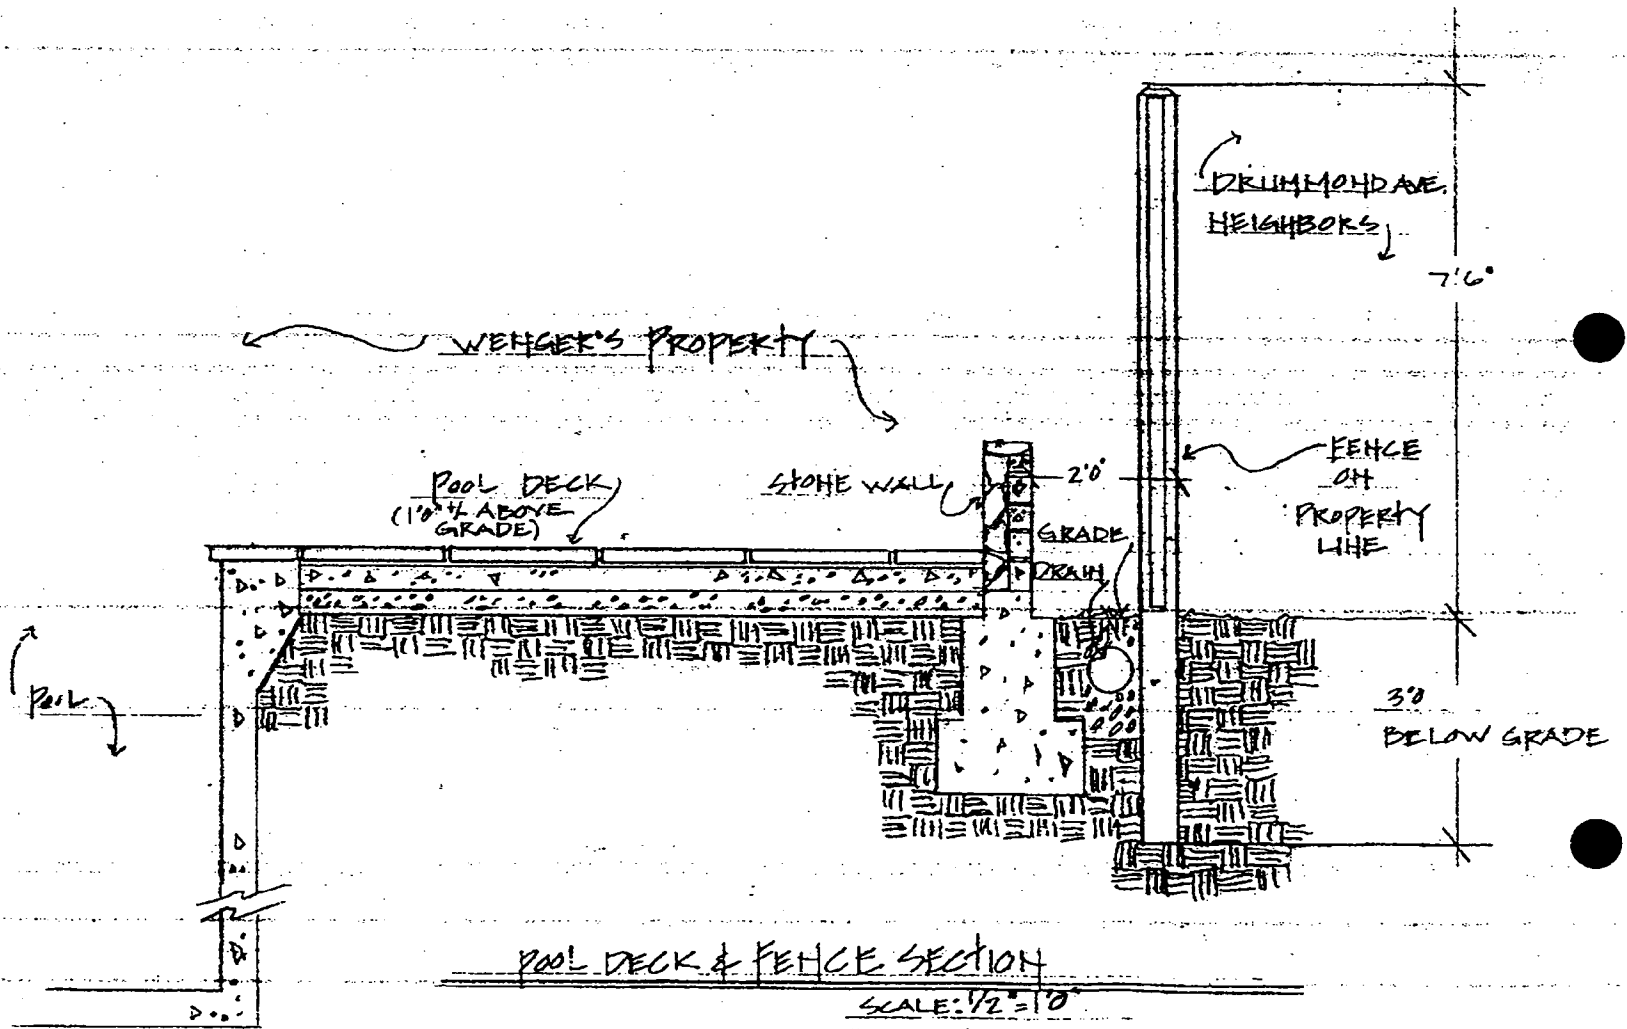 DRUMMOND AVE.
NEIGHBORS
7'6"
WENGER'S PROPERTY
FENCE
ON
PROPERTY
LINE
POOL DECK
(1'0" +/- ABOVE
GRADE)
STONE WALL
2'0"
GRADE
DRAIN
POOL
3'0
BELOW GRADE
POOL DECK & FENCE SECTION
SCALE: 1/2" = 1'0"